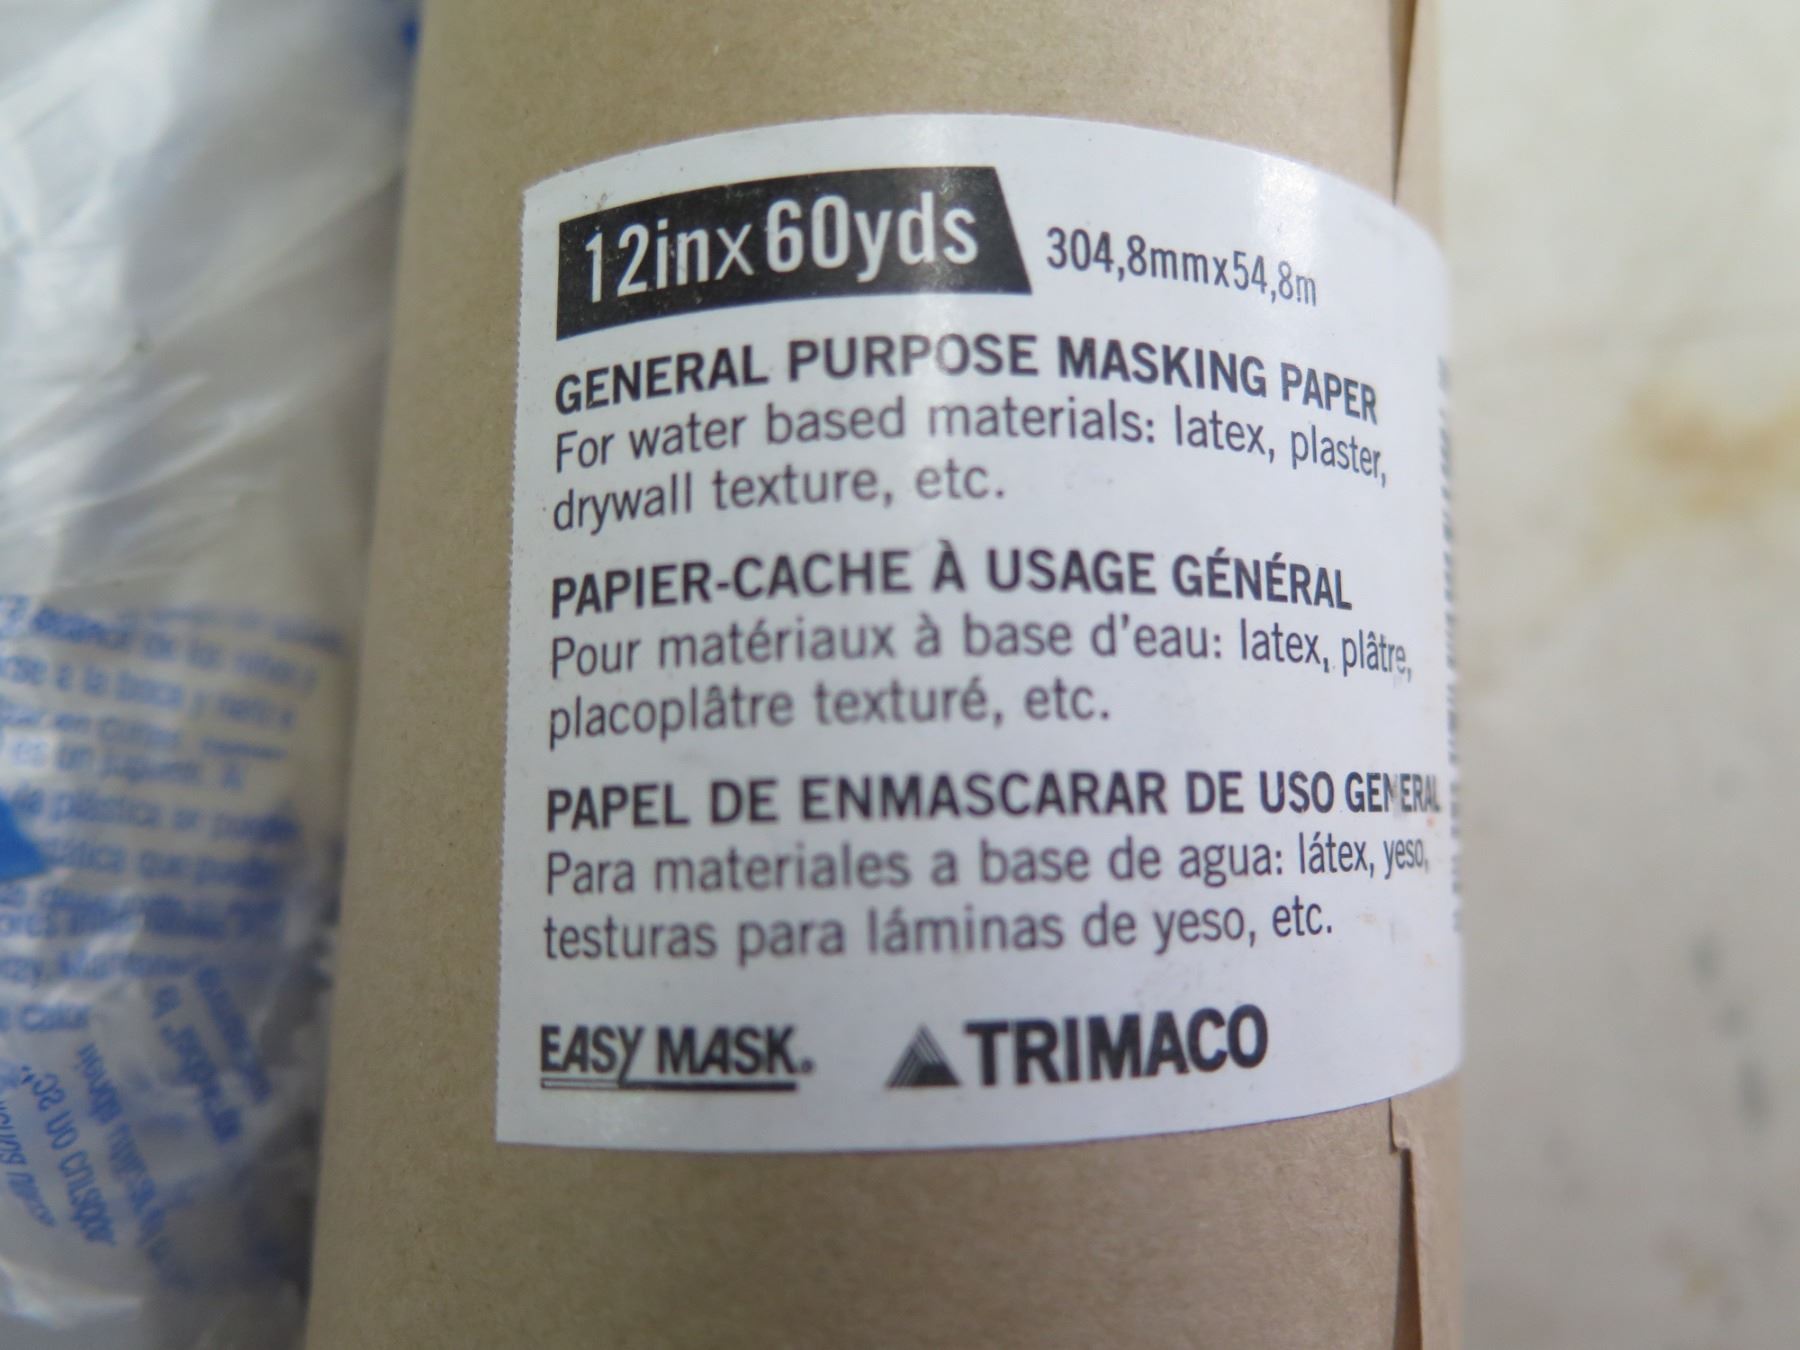 12inx60yds 304,8mmx54,8m
GENERAL PURPOSE MASKING PAPER
For water based materials: latex, plaster,
drywall texture, etc.
PAPIER-CACHE À USAGE GÉNÉRAL
Pour matériaux à base d'eau: latex, plâtre,
placoplâtre texturé, etc.
PAPEL DE ENMASCARAR DE USO GENERAL
Para materiales a base de agua: látex, yeso,
testuras para láminas de yeso, etc.
EASY MASK. TRIMACO